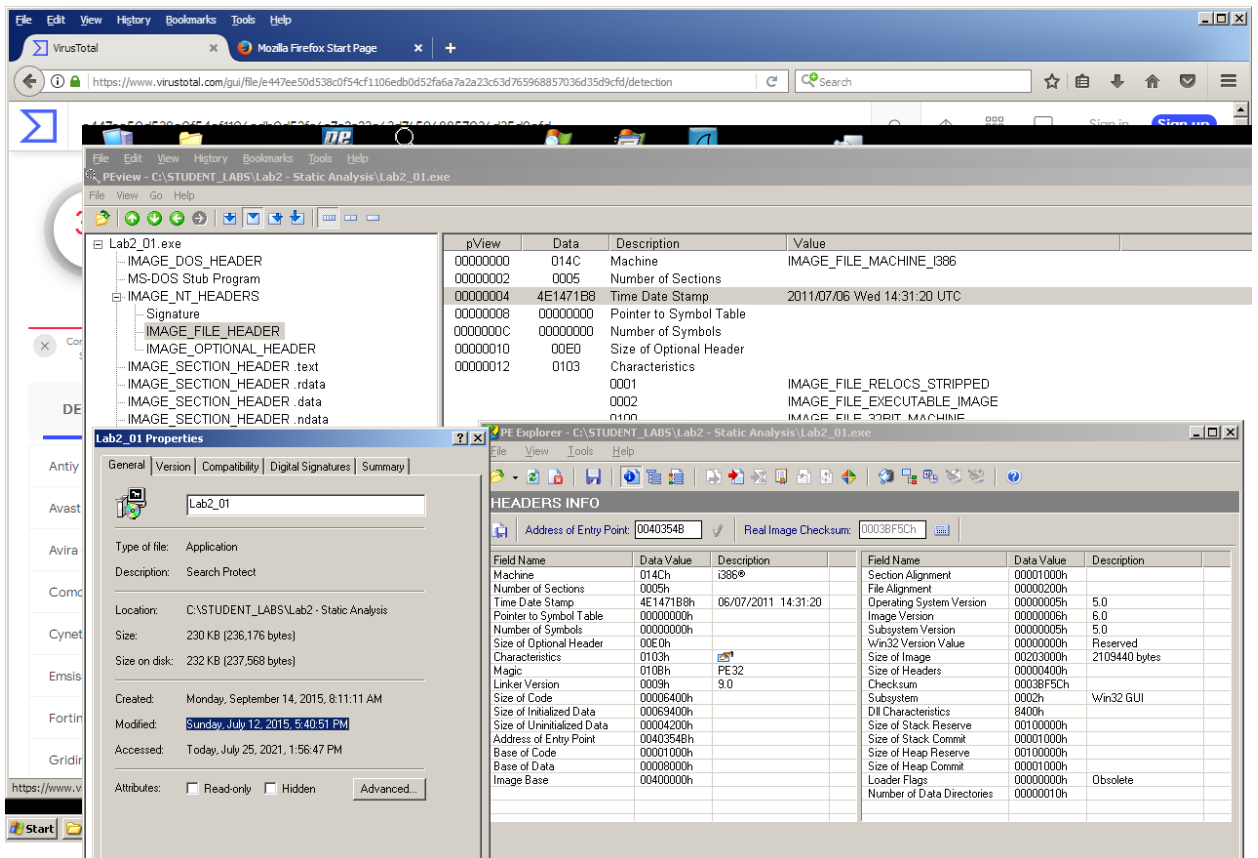 File Edit View History Bookmarks Tools Help
VirusTotal × Mozilla Firefox Start Page × +
https://www.virustotal.com/gui/file/e447ee50d538c0f54cf1106edb0d52fa6a7a2a23c63d765968857036d35d9cfd/detection Search
Sign in Sign up
File Edit View History Bookmarks Tools Help
PEview - C:\STUDENT_LABS\Lab2 - Static Analysis\Lab2_01.exe
File View Go Help
Lab2_01.exe
IMAGE_DOS_HEADER
MS-DOS Stub Program
IMAGE_NT_HEADERS
Signature
IMAGE_FILE_HEADER
IMAGE_OPTIONAL_HEADER
IMAGE_SECTION_HEADER .text
IMAGE_SECTION_HEADER .rdata
IMAGE_SECTION_HEADER .data
IMAGE_SECTION_HEADER .ndata
pView Data Description Value
00000000 014C Machine IMAGE_FILE_MACHINE_I386
00000002 0005 Number of Sections
00000004 4E1471B8 Time Date Stamp 2011/07/06 Wed 14:31:20 UTC
00000008 00000000 Pointer to Symbol Table
0000000C 00000000 Number of Symbols
00000010 00E0 Size of Optional Header
00000012 0103 Characteristics
0001 IMAGE_FILE_RELOCS_STRIPPED
0002 IMAGE_FILE_EXECUTABLE_IMAGE
0100 IMAGE_FILE_32BIT_MACHINE
DE
Antiy
Avast
Avira
Como
Cynet
Emsis
Fortin
Gridin
https://www.v
Start
Lab2_01 Properties
General Version Compatibility Digital Signatures Summary
Lab2_01
Type of file: Application
Description: Search Protect
Location: C:\STUDENT_LABS\Lab2 - Static Analysis
Size: 230 KB (236,176 bytes)
Size on disk: 232 KB (237,568 bytes)
Created: Monday, September 14, 2015, 8:11:11 AM
Modified: Sunday, July 12, 2015, 5:40:51 PM
Accessed: Today, July 25, 2021, 1:56:47 PM
Attributes: Read-only Hidden Advanced...
PE Explorer - C:\STUDENT_LABS\Lab2 - Static Analysis\Lab2_01.exe
File View Tools Help
HEADERS INFO
Address of Entry Point: 0040354B Real Image Checksum: 0003BF5Ch
Field Name Data Value Description
Machine 014Ch i386®
Number of Sections 0005h
Time Date Stamp 4E1471B8h 06/07/2011 14:31:20
Pointer to Symbol Table 00000000h
Number of Symbols 00000000h
Size of Optional Header 00E0h
Characteristics 0103h
Magic 010Bh PE32
Linker Version 0009h 9.0
Size of Code 00006400h
Size of Initialized Data 00069400h
Size of Uninitialized Data 00004200h
Address of Entry Point 0040354Bh
Base of Code 00001000h
Base of Data 00008000h
Image Base 00400000h
Field Name Data Value Description
Section Alignment 00001000h
File Alignment 00000200h
Operating System Version 00000005h 5.0
Image Version 00000006h 6.0
Subsystem Version 00000005h 5.0
Win32 Version Value 00000000h Reserved
Size of Image 00203000h 2109440 bytes
Size of Headers 00000400h
Checksum 0003BF5Ch
Subsystem 0002h Win32 GUI
Dll Characteristics 8400h
Size of Stack Reserve 00100000h
Size of Stack Commit 00001000h
Size of Heap Reserve 00100000h
Size of Heap Commit 00001000h
Loader Flags 00000000h Obsolete
Number of Data Directories 00000010h